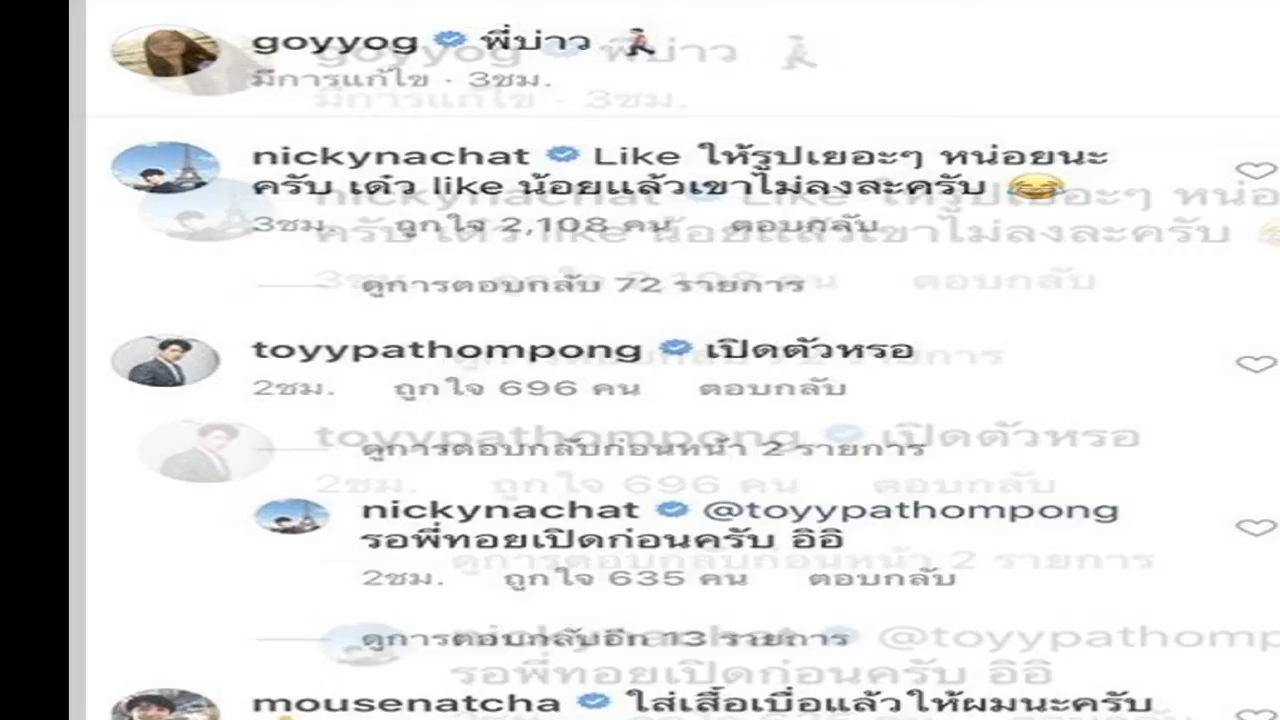 goyyog พี่บ่าว 🚶
มีการแก้ไข · 3ชม.
nickynachat Like ให้รูปเยอะๆ หน่อยนะ
ครับ เด๋ว like น้อยแล้วเขาไม่ลงละครับ 😂
3ชม. ถูกใจ 2,108 คน ตอบกลับ
ดูการตอบกลับ 72 รายการ
toyypathompong เปิดตัวหรอ
2ชม. ถูกใจ 696 คน ตอบกลับ
ดูการตอบกลับก่อนหน้า 2 รายการ
nickynachat @toyypathompong
รอพี่ทอยเปิดก่อนครับ อิอิ
2ชม. ถูกใจ 635 คน ตอบกลับ
ดูการตอบกลับอีก 13 รายการ
mousenatcha ใส่เสื้อเบื่อแล้วให้ผมนะครับ